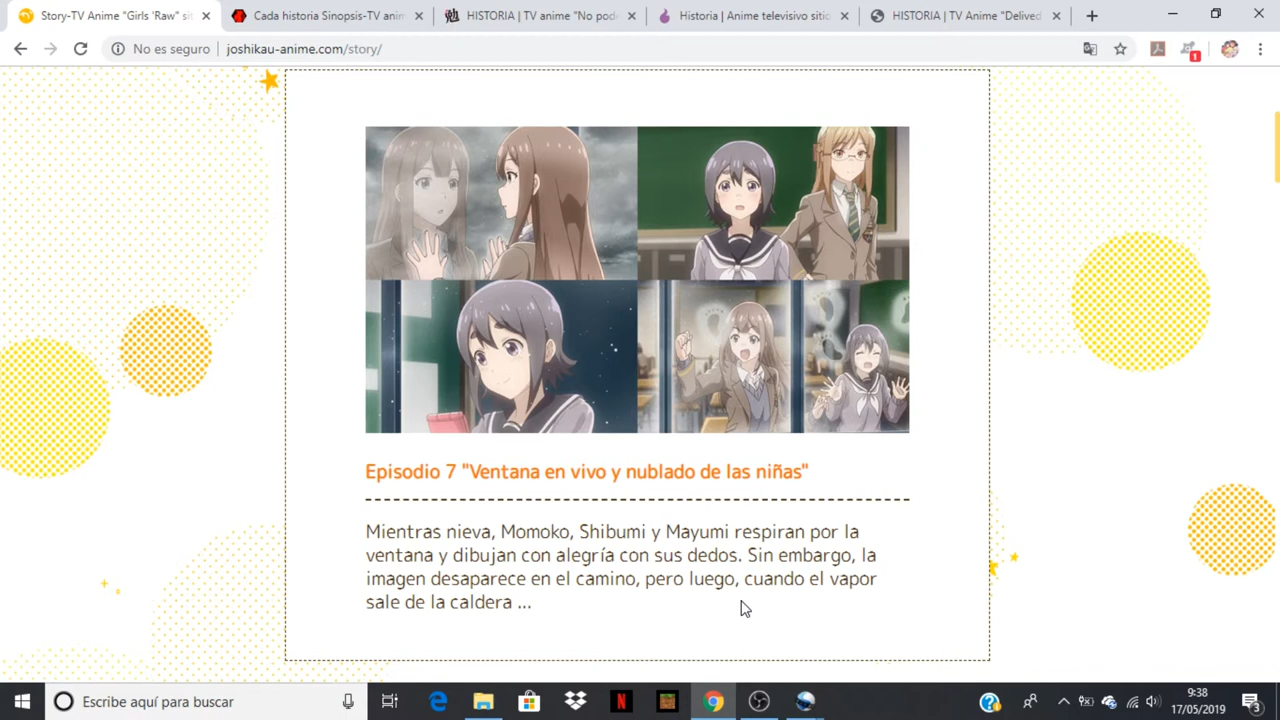 Story-TV Anime "Girls 'Raw" sit
Cada historia Sinopsis-TV anim
HISTORIA | TV anime "No pode
Historia | Anime televisivo sitio
HISTORIA | TV Anime "Delived
No es seguro
joshikau-anime.com/story/
1
Episodio 7 "Ventana en vivo y nublado de las niñas"
Mientras nieva, Momoko, Shibumi y Mayumi respiran por la
ventana y dibujan con alegría con sus dedos. Sin embargo, la
imagen desaparece en el camino, pero luego, cuando el vapor
sale de la caldera ...
Escribe aquí para buscar
9:38
17/05/2019
3